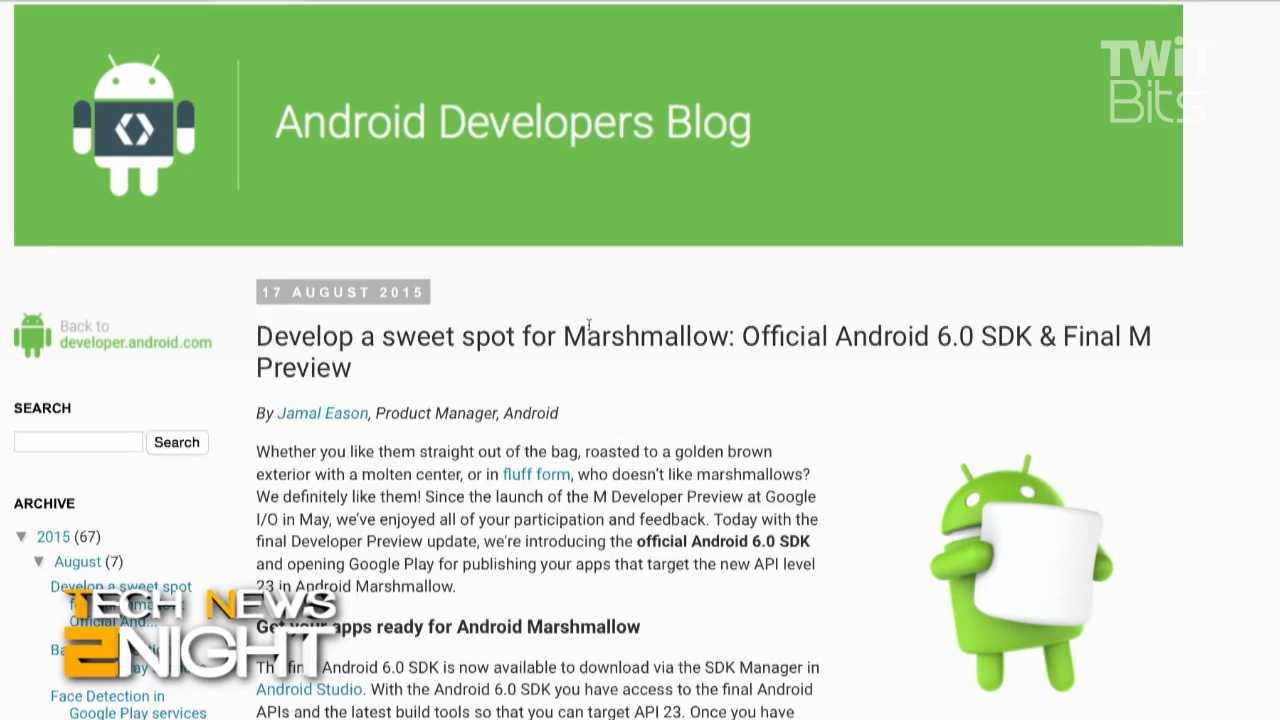 TWiT
Bits
Android Developers Blog
17 AUGUST 2015
Develop a sweet spot for Marshmallow: Official Android 6.0 SDK & Final M
Preview
Back to
developer.android.com
SEARCH
Search
By Jamal Eason, Product Manager, Android
Whether you like them straight out of the bag, roasted to a golden brown
exterior with a molten center, or in fluff form, who doesn't like marshmallows?
We definitely like them! Since the launch of the M Developer Preview at Google
I/O in May, we've enjoyed all of your participation and feedback. Today with the
final Developer Preview update, we're introducing the official Android 6.0 SDK
and opening Google Play for publishing your apps that target the new API level
23 in Android Marshmallow.
ARCHIVE
2015 (67)
August (7)
Develop a sweet spot
Official And...
Face Detection in
Google Play services
Get your apps ready for Android Marshmallow
The final Android 6.0 SDK is now available to download via the SDK Manager in
Android Studio. With the Android 6.0 SDK you have access to the final Android
APIs and the latest build tools so that you can target API 23. Once you have
TECH NEWS
2NIGHT